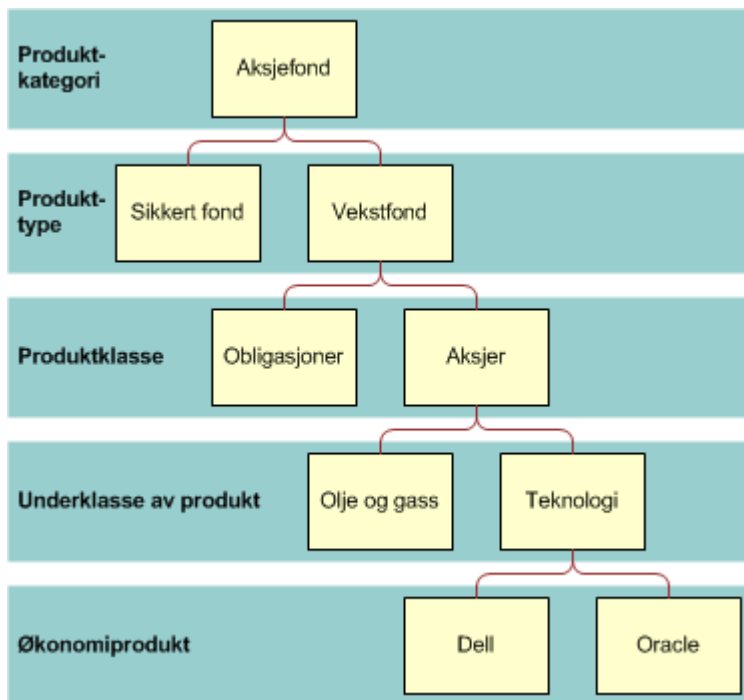 Produkt-
kategori
Aksjefond
Produkt-
type
Sikkert fond
Vekstfond
Produktklasse
Obligasjoner
Aksjer
Underklasse av produkt
Olje og gass
Teknologi
Økonomiprodukt
Dell
Oracle